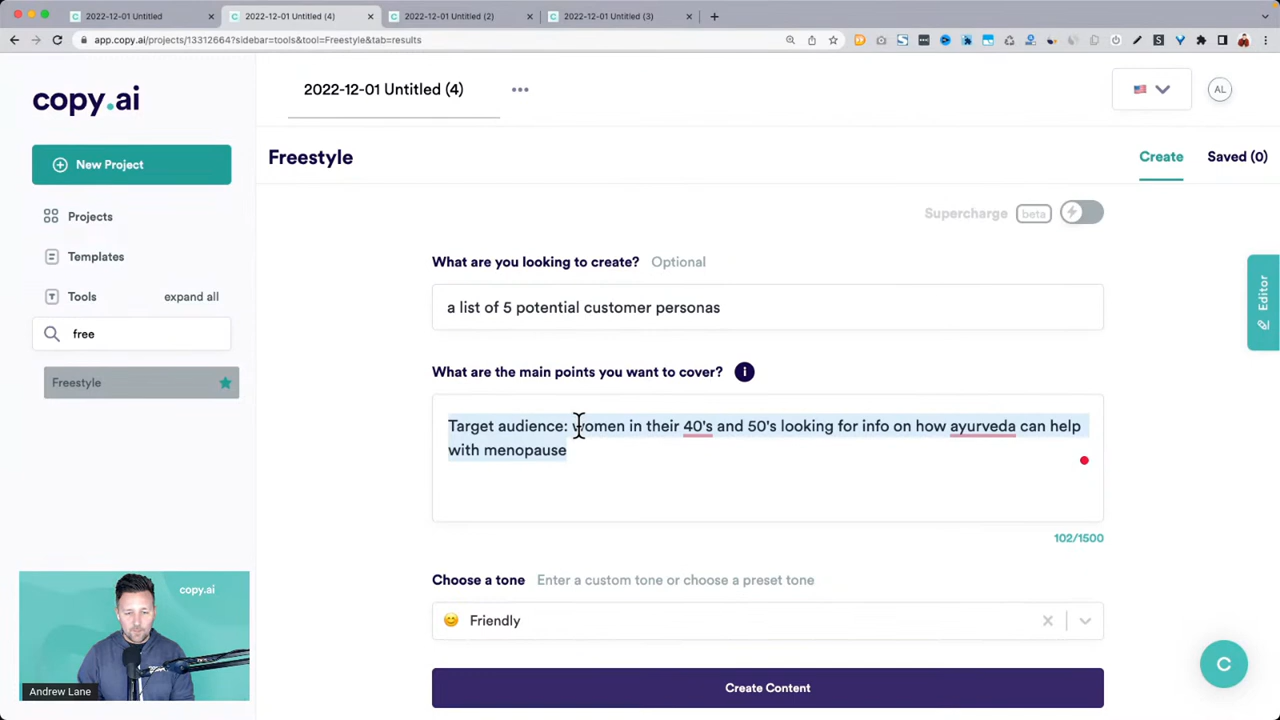 2022-12-01 Untitled
2022-12-01 Untitled (4)
2022-12-01 Untitled (2)
2022-12-01 Untitled (3)
app.copy.ai/projects/13312664?sidebar=tools&tool=Freestyle&tab=results
copy.ai
2022-12-01 Untitled (4)
AL
New Project
Freestyle
Create
Saved (0)
Projects
Supercharge beta
Templates
What are you looking to create? Optional
Tools
expand all
a list of 5 potential customer personas
Editor
free
What are the main points you want to cover?
Freestyle
Target audience: women in their 40's and 50's looking for info on how ayurveda can help
with menopause
102/1500
Choose a tone Enter a custom tone or choose a preset tone
copy.ai
Friendly
Andrew Lane
Create Content
C